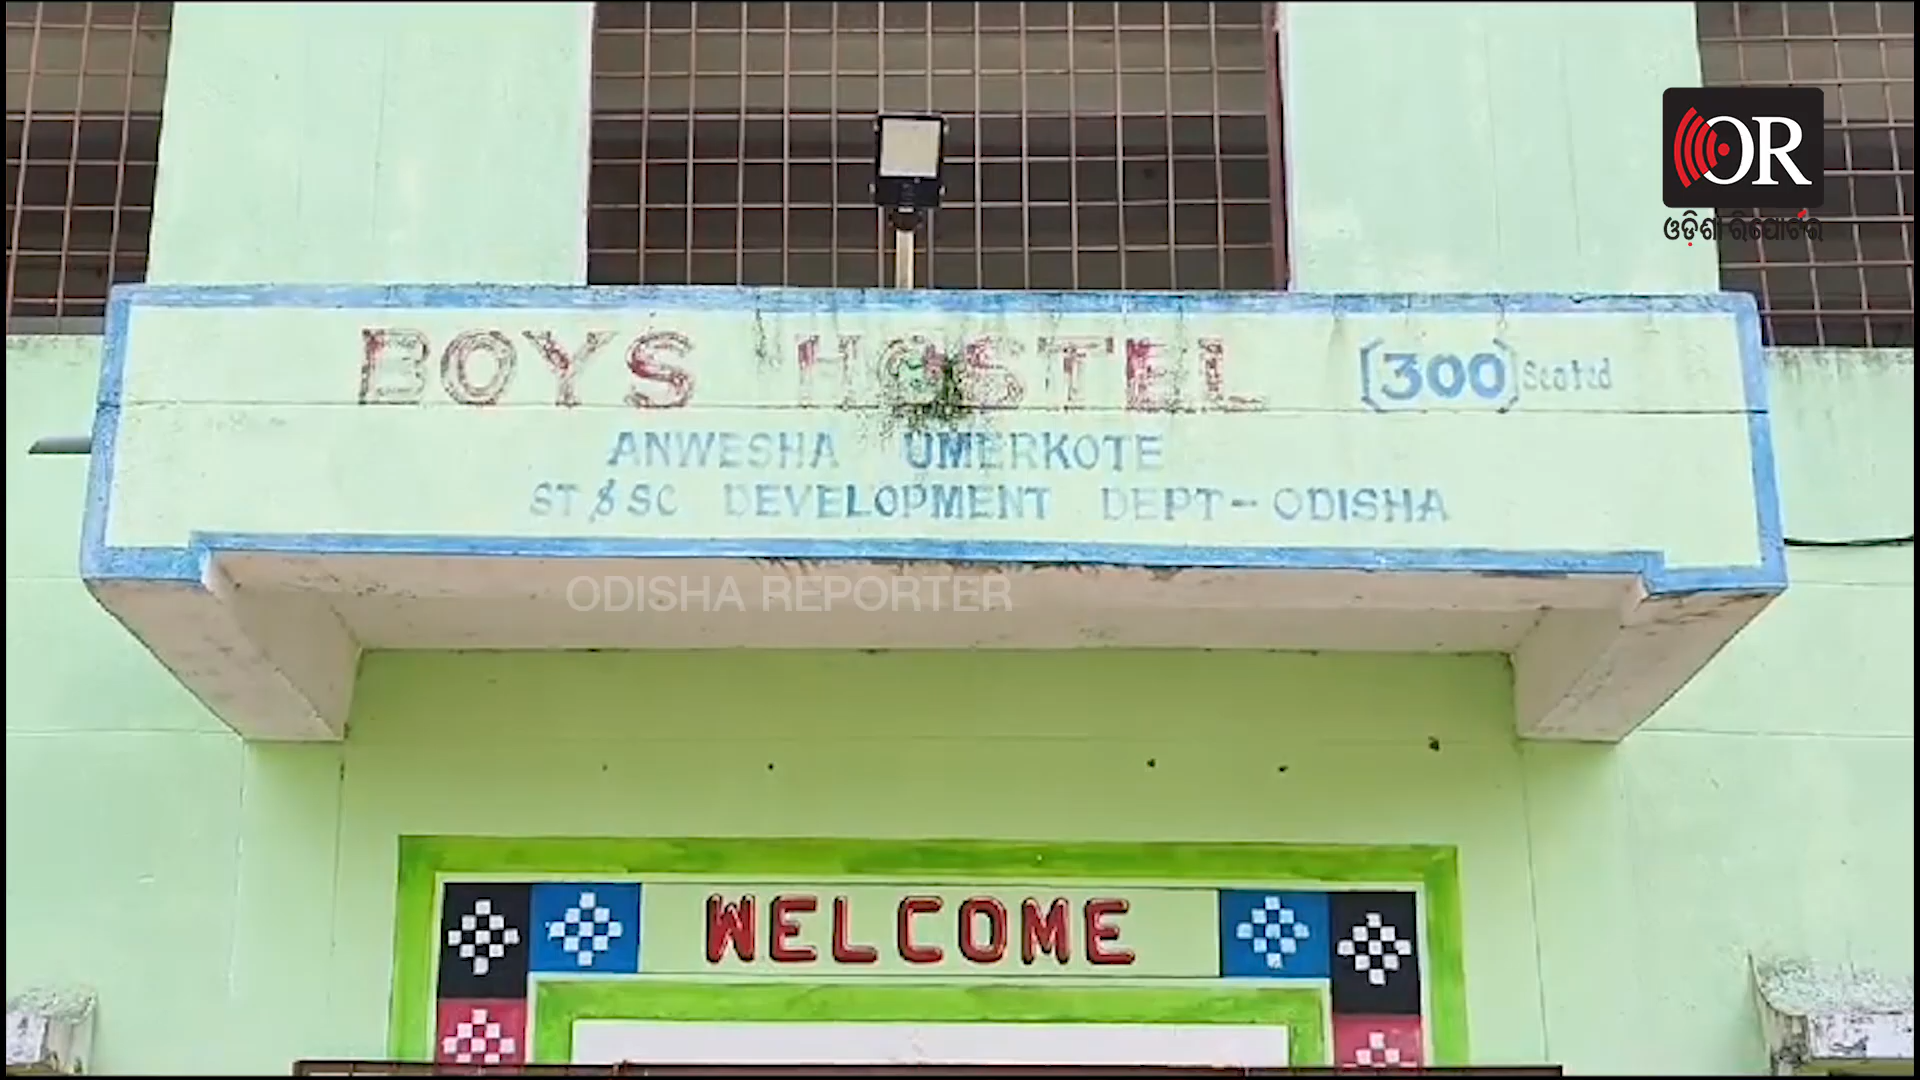 OR
ଓଡ଼ିଶା ରିପୋର୍ଟର
BOYS HOSTEL [300] Seated
ANWESHA UMERKOTE
ST & SC DEVELOPMENT DEPT-ODISHA
ODISHA REPORTER
WELCOME